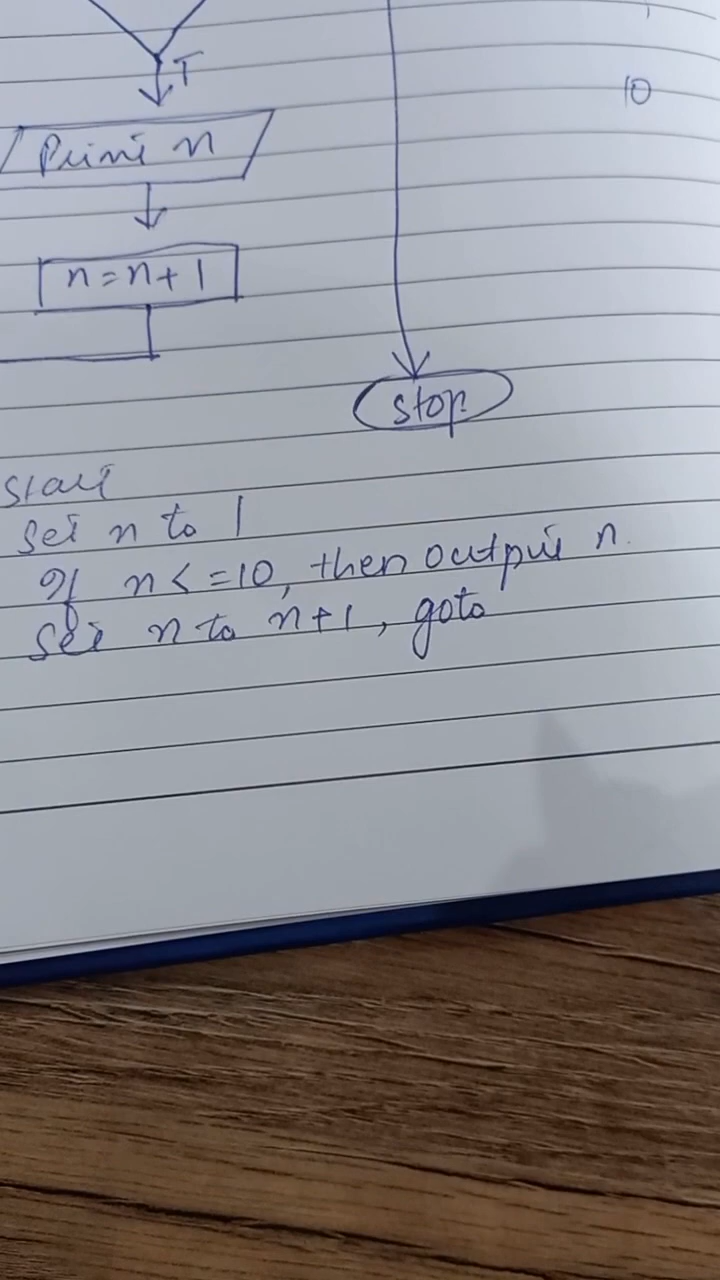 T
10
Print n
n=n+1
stop
Start
Set n to 1
If n<=10, then output n.
Set n to n+1, goto